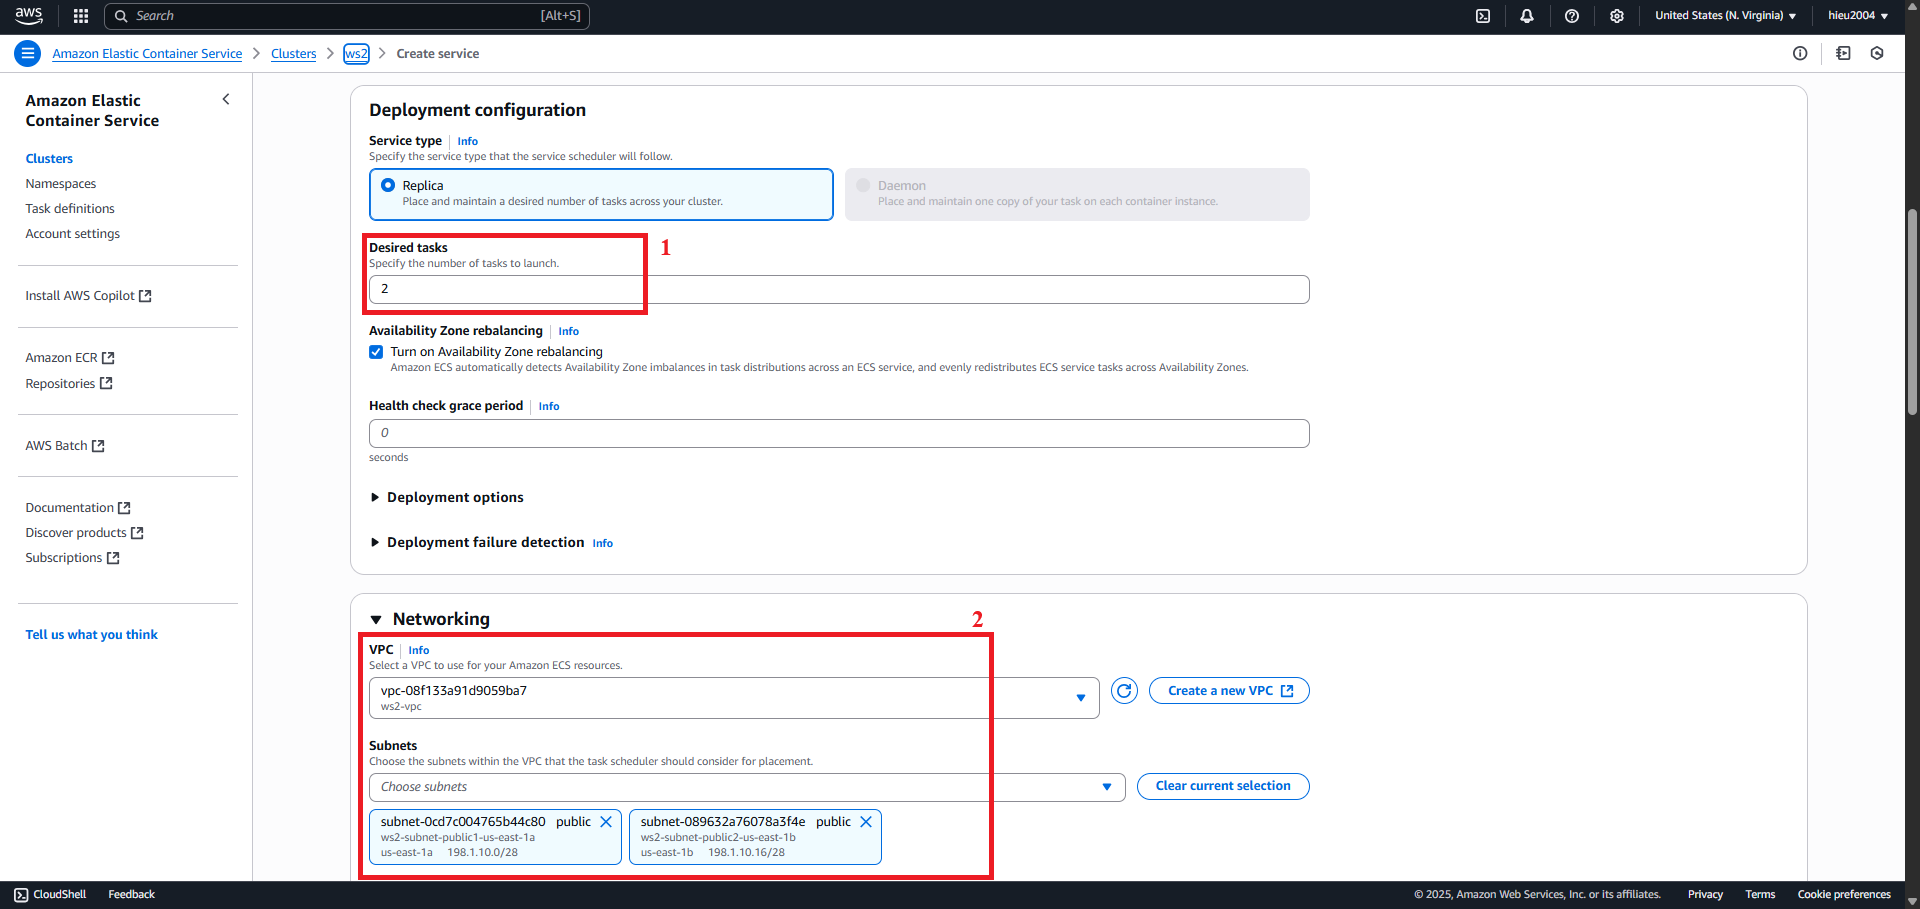 aws
Search
[Alt+S]
United States (N. Virginia)
hieu2004
Amazon Elastic Container Service
Clusters
ws2
Create service
Amazon Elastic
Container Service
Clusters
Namespaces
Task definitions
Account settings
Install AWS Copilot
Amazon ECR
Repositories
AWS Batch
Documentation
Discover products
Subscriptions
Tell us what you think
Deployment configuration
Service type Info
Specify the service type that the service scheduler will follow.
Replica
Place and maintain a desired number of tasks across your cluster.
Daemon
Place and maintain one copy of your task on each container instance.
Desired tasks
1
Specify the number of tasks to launch.
2
Availability Zone rebalancing Info
Turn on Availability Zone rebalancing
Amazon ECS automatically detects Availability Zone imbalances in task distributions across an ECS service, and evenly redistributes ECS service tasks across Availability Zones.
Health check grace period Info
0
seconds
Deployment options
Deployment failure detection Info
Networking
2
VPC Info
Select a VPC to use for your Amazon ECS resources.
vpc-08f133a91d9059ba7
ws2-vpc
Create a new VPC
Subnets
Choose the subnets within the VPC that the task scheduler should consider for placement.
Choose subnets
Clear current selection
subnet-0cd7c004765b44c80 public
ws2-subnet-public1-us-east-1a
us-east-1a 198.1.10.0/28
subnet-089632a76078a3f4e public
ws2-subnet-public2-us-east-1b
us-east-1b 198.1.10.16/28
CloudShell
Feedback
© 2025, Amazon Web Services, Inc. or its affiliates.
Privacy
Terms
Cookie preferences